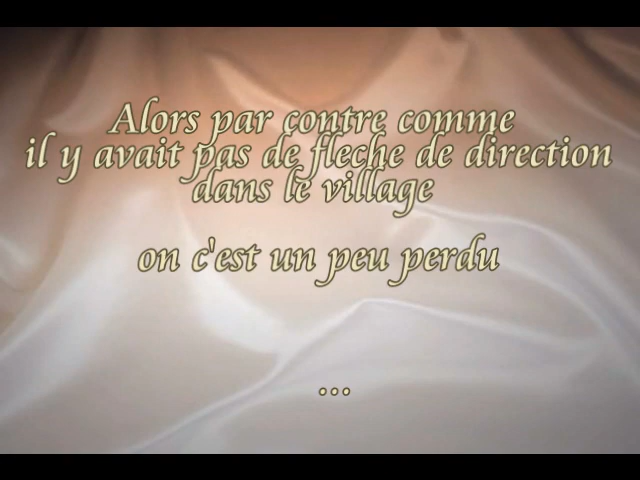 Alors par contre comme
il y avait pas de fleche de direction
dans le village
on c'est un peu perdu
...